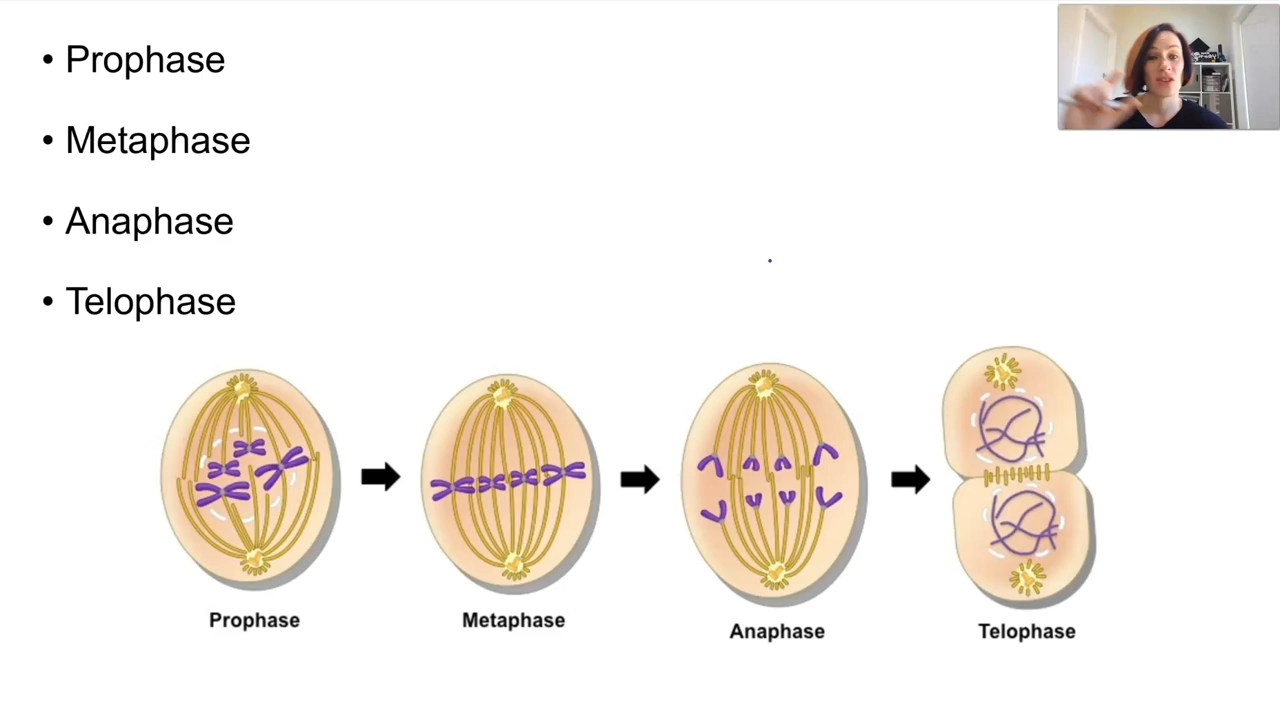 • Prophase
• Metaphase
• Anaphase
• Telophase
Prophase
Metaphase
Anaphase
Telophase